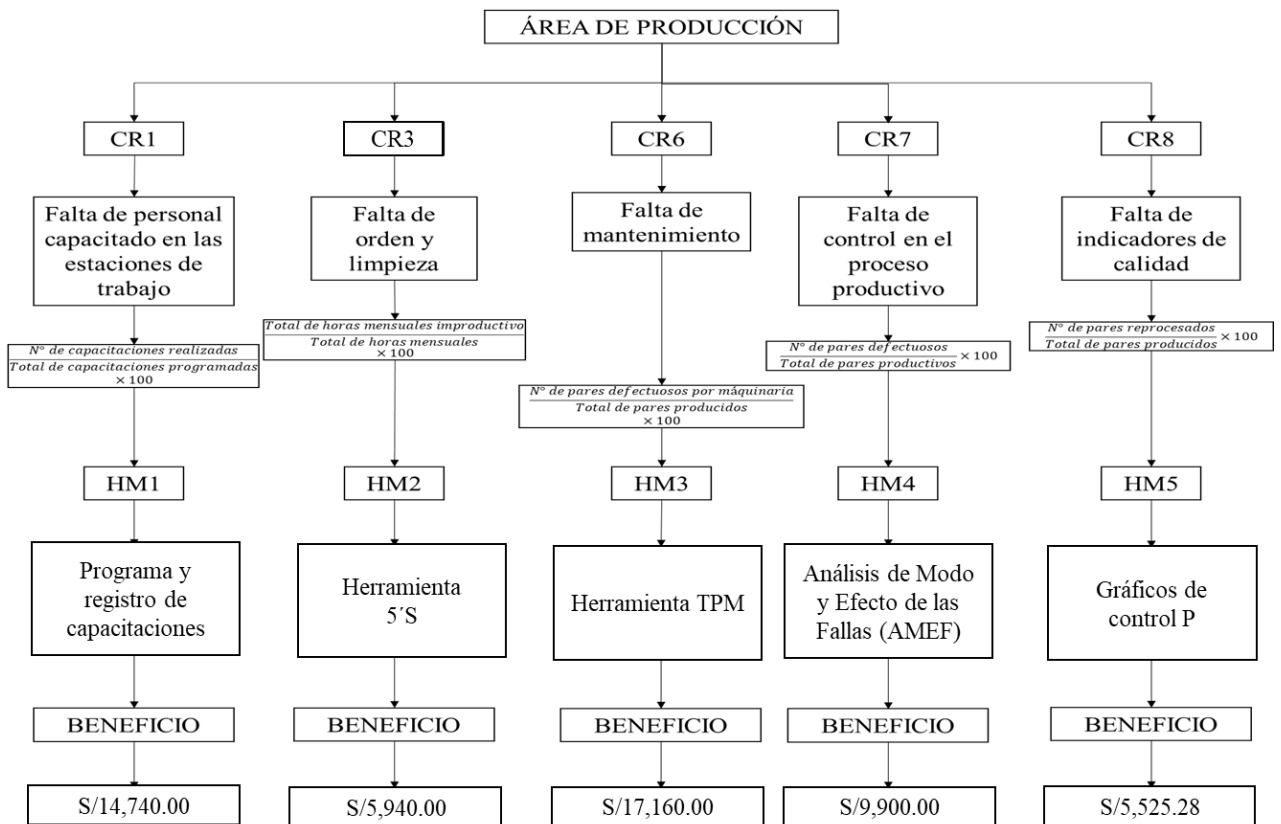 ÁREA DE PRODUCCIÓN
CR1
CR3
CR6
CR7
CR8
Falta de personal
capacitado en las
estaciones de
trabajo
Falta de
orden y
limpieza
Falta de
mantenimiento
Falta de
control en el
proceso
productivo
Falta de
indicadores de
calidad
N° de capacitaciones realizadas
Total de capacitaciones programadas
× 100
Total de horas mensuales improductivo
Total de horas mensuales
× 100
N° de pares defectuosos por máquinaria
Total de pares producidos
× 100
N° de pares defectuosos
Total de pares productivos
× 100
N° de pares reprocesados
Total de pares producidos
× 100
HM1
HM2
HM3
HM4
HM5
Programa y
registro de
capacitaciones
Herramienta
5´S
Herramienta TPM
Análisis de Modo
y Efecto de las
Fallas (AMEF)
Gráficos de
control P
BENEFICIO
BENEFICIO
BENEFICIO
BENEFICIO
BENEFICIO
S/14,740.00
S/5,940.00
S/17,160.00
S/9,900.00
S/5,525.28